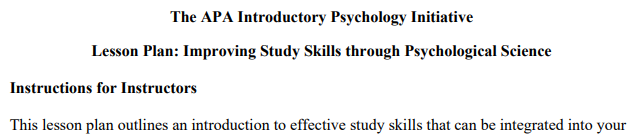 The APA Introductory Psychology Initiative
Lesson Plan: Improving Study Skills through Psychological Science
Instructions for Instructors
This lesson plan outlines an introduction to effective study skills that can be integrated into your